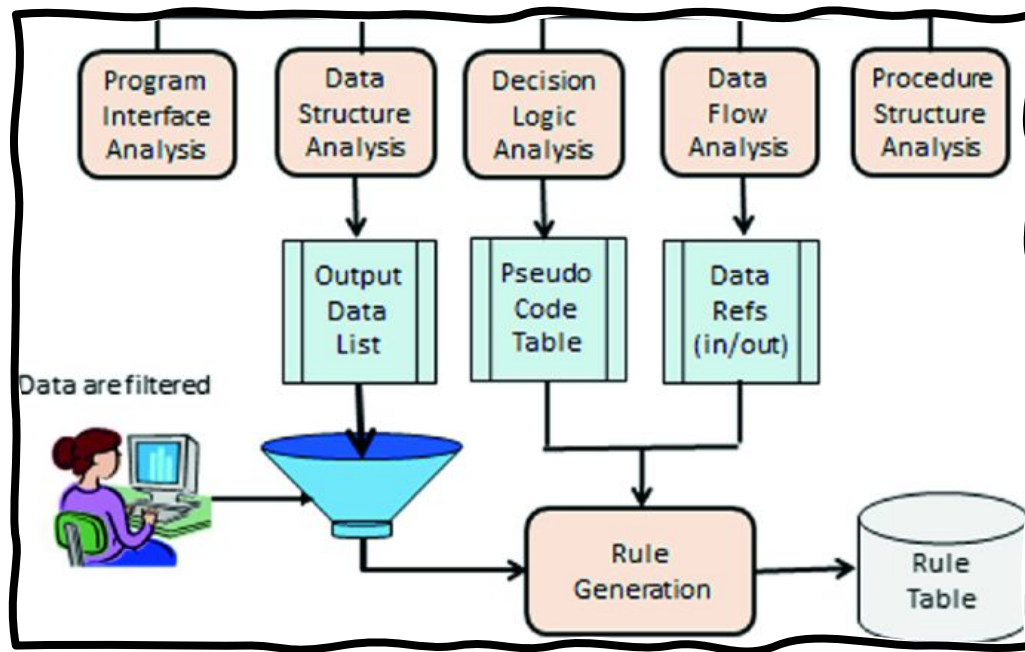 Program
Interface
Analysis
Data
Structure
Analysis
Decision
Logic
Analysis
Data
Flow
Analysis
Procedure
Structure
Analysis
Output
Data
List
Pseudo
Code
Table
Data
Refs
(in/out)
Data are filtered
Rule
Generation
Rule
Table